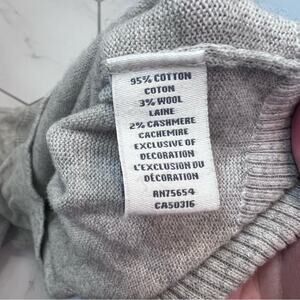 95% COTTON
COTON
3% WOOL
LAINE
2% CASHMERE
CACHEMIRE
EXCLUSIVE OF
DECORATION
L'EXCLUSION DU
DÉCORATION
RN75654
CA50316